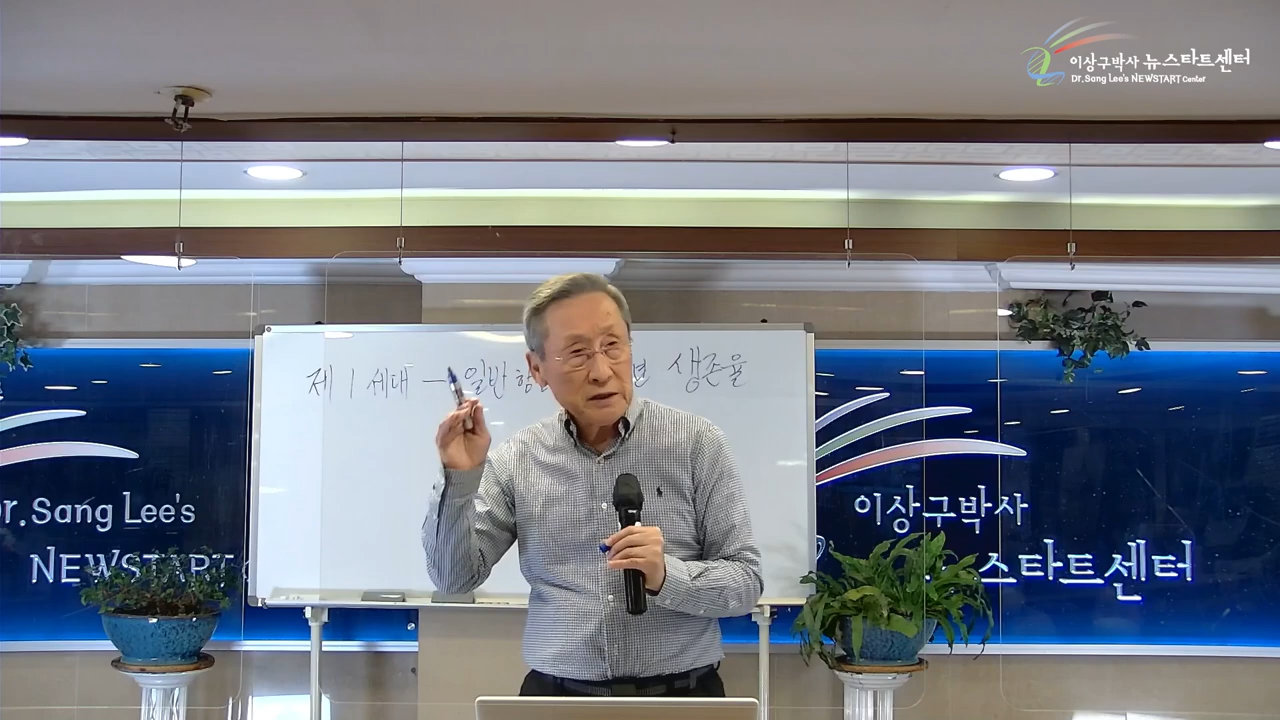 이상구박사 뉴스타트센터
Dr. Sang Lee's NEWSTART Center
제 1 세대 — 일반 생존율
Dr. Sang Lee's
NEWSTART
이상구박사
스타트센터